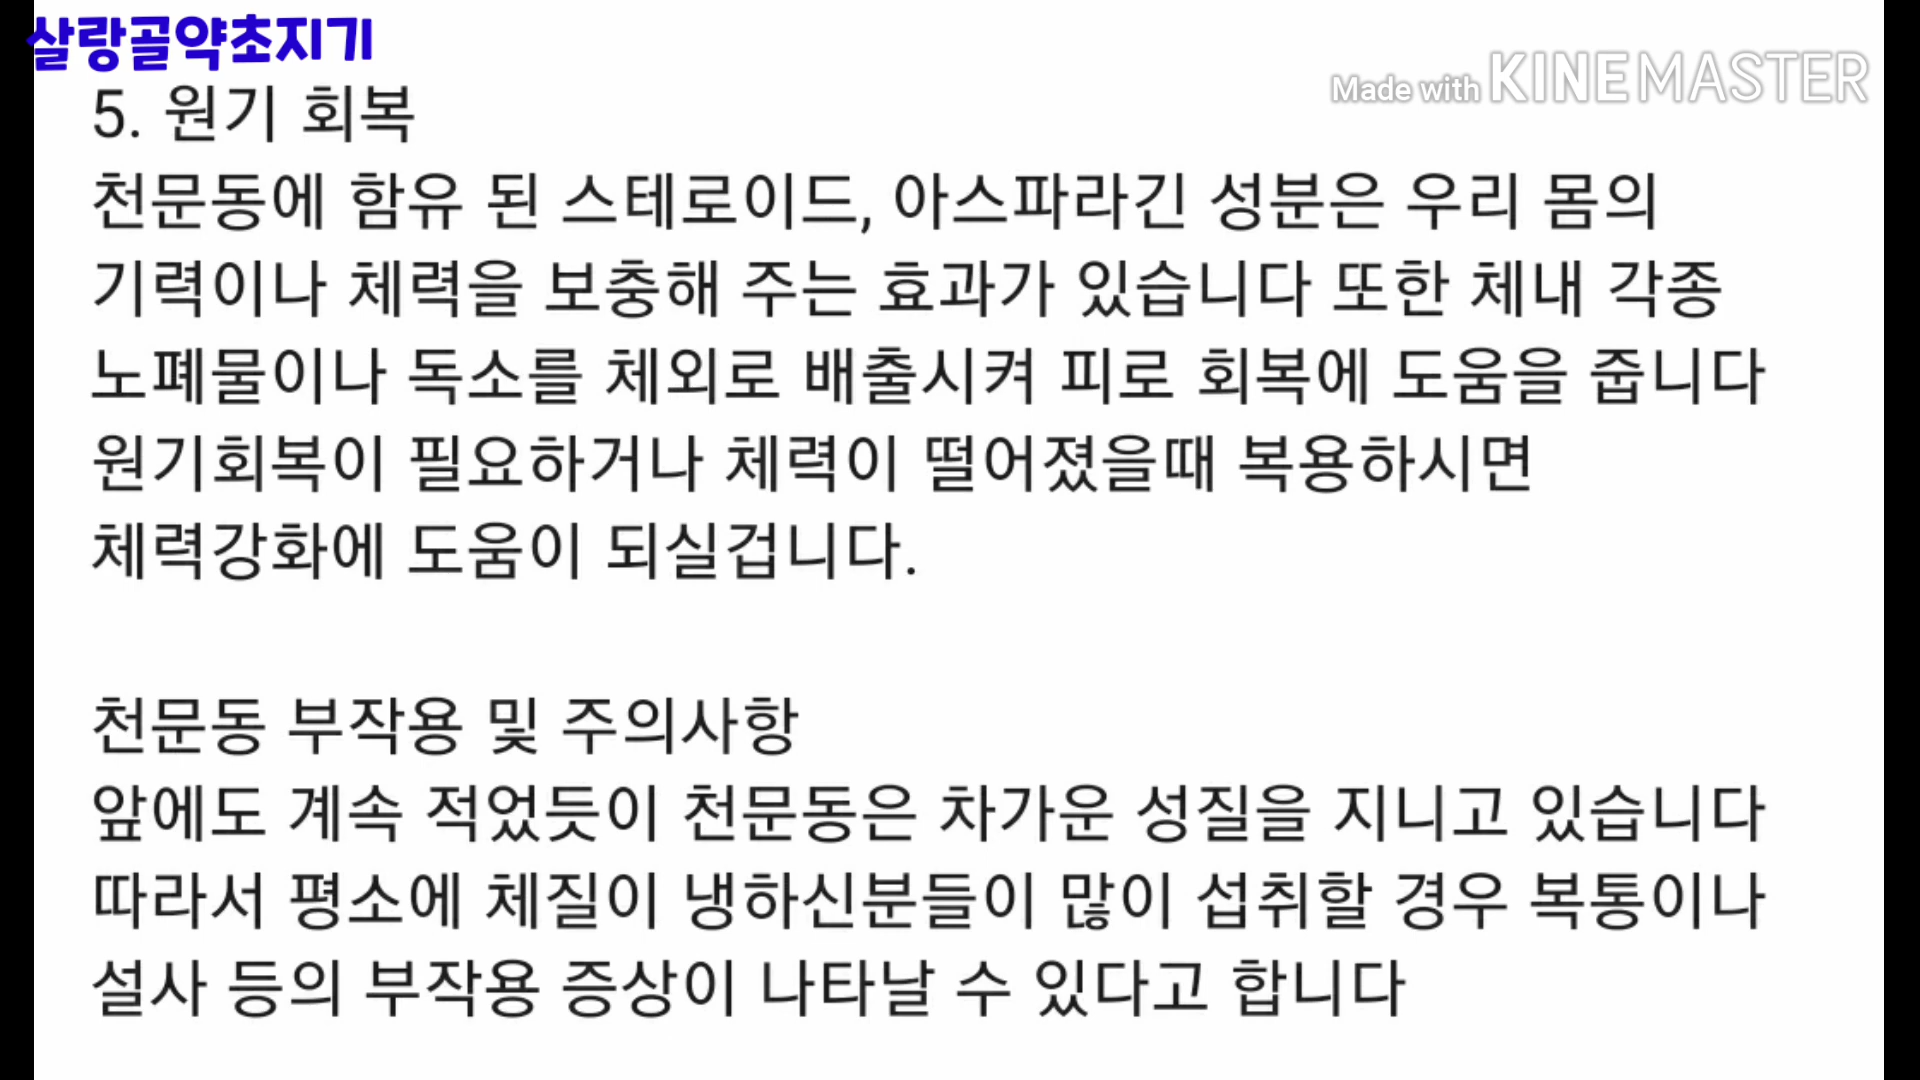 살랑골약초지기
Made with KINEMASTER
5. 원기 회복
천문동에 함유 된 스테로이드, 아스파라긴 성분은 우리 몸의
기력이나 체력을 보충해 주는 효과가 있습니다 또한 체내 각종
노폐물이나 독소를 체외로 배출시켜 피로 회복에 도움을 줍니다
원기회복이 필요하거나 체력이 떨어졌을때 복용하시면
체력강화에 도움이 되실겁니다.
천문동 부작용 및 주의사항
앞에도 계속 적었듯이 천문동은 차가운 성질을 지니고 있습니다
따라서 평소에 체질이 냉하신분들이 많이 섭취할 경우 복통이나
설사 등의 부작용 증상이 나타날 수 있다고 합니다